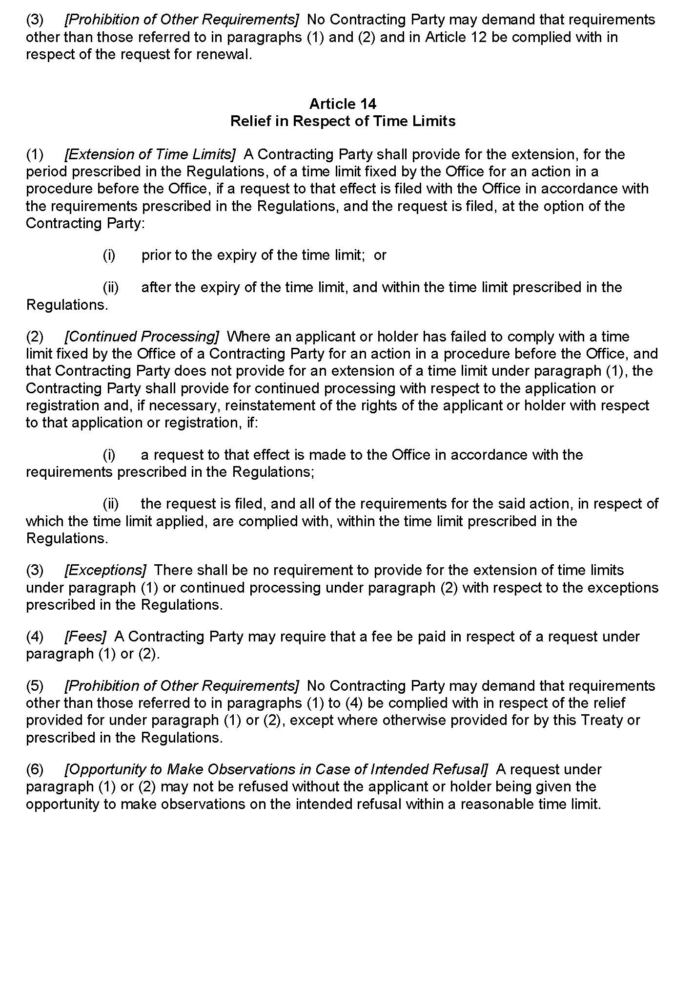 (3) [Prohibition of Other Requirements] No Contracting Party may demand that requirements
other than those referred to in paragraphs (1) and (2) and in Article 12 be complied with in
respect of the request for renewal.
Article 14
Relief in Respect of Time Limits
(1) [Extension of Time Limits] A Contracting Party shall provide for the extension, for the
period prescribed in the Regulations, of a time limit fixed by the Office for an action in a
procedure before the Office, if a request to that effect is filed with the Office in accordance with
the requirements prescribed in the Regulations, and the request is filed, at the option of the
Contracting Party:
(i) prior to the expiry of the time limit; or
(ii) after the expiry of the time limit, and within the time limit prescribed in the
Regulations.
(2) [Continued Processing] Where an applicant or holder has failed to comply with a time
limit fixed by the Office of a Contracting Party for an action in a procedure before the Office, and
that Contracting Party does not provide for an extension of a time limit under paragraph (1), the
Contracting Party shall provide for continued processing with respect to the application or
registration and, if necessary, reinstatement of the rights of the applicant or holder with respect
to that application or registration, if:
(i) a request to that effect is made to the Office in accordance with the
requirements prescribed in the Regulations;
(ii) the request is filed, and all of the requirements for the said action, in respect of
which the time limit applied, are complied with, within the time limit prescribed in the
Regulations.
(3) [Exceptions] There shall be no requirement to provide for the extension of time limits
under paragraph (1) or continued processing under paragraph (2) with respect to the exceptions
prescribed in the Regulations.
(4) [Fees] A Contracting Party may require that a fee be paid in respect of a request under
paragraph (1) or (2).
(5) [Prohibition of Other Requirements] No Contracting Party may demand that requirements
other than those referred to in paragraphs (1) to (4) be complied with in respect of the relief
provided for under paragraph (1) or (2), except where otherwise provided for by this Treaty or
prescribed in the Regulations.
(6) [Opportunity to Make Observations in Case of Intended Refusal] A request under
paragraph (1) or (2) may not be refused without the applicant or holder being given the
opportunity to make observations on the intended refusal within a reasonable time limit.